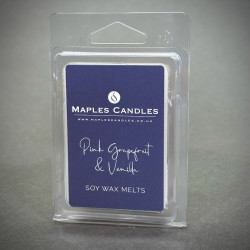 MAPLES CANDLES
WWW.MAPLESCANDLES.CO.UK
Pink Grapefruit
& Vanilla
SOY WAX MELTS